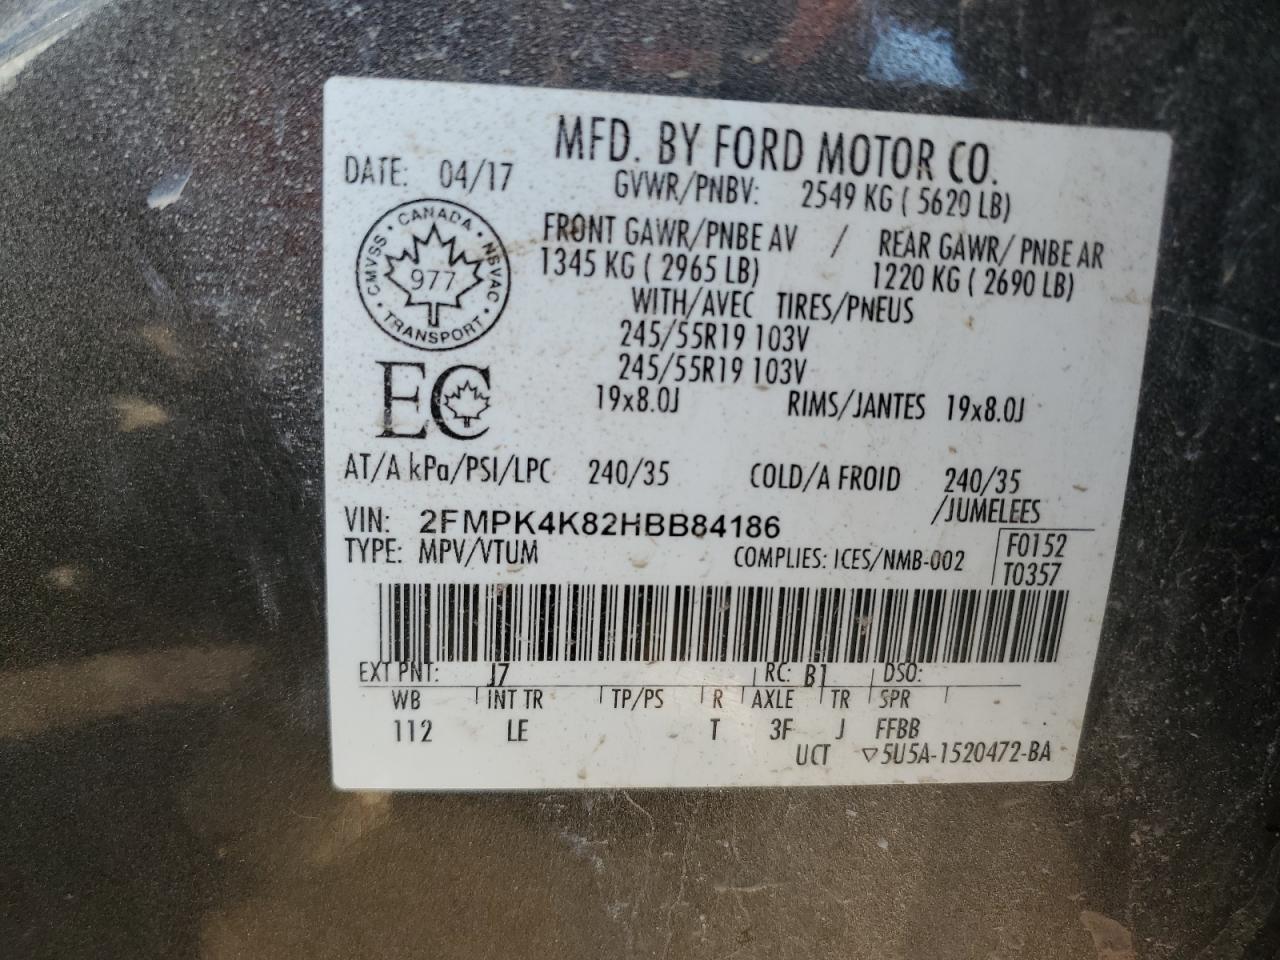 MFD. BY FORD MOTOR CO.
DATE: 04/17
GVWR/PNBV: 2549 KG ( 5620 LB)
CANADA
CMVSS NSVAC
977
TRANSPORT
FRONT GAWR/PNBE AV / REAR GAWR/ PNBE AR
1345 KG ( 2965 LB) 1220 KG ( 2690 LB)
WITH/AVEC TIRES/PNEUS
245/55R19 103V
245/55R19 103V
19x8.0J RIMS/JANTES 19x8.0J
EC
AT/A kPa/PSI/LPC 240/35 COLD/A FROID 240/35
/JUMELEES
VIN: 2FMPK4K82HBB84186
TYPE: MPV/VTUM COMPLIES: ICES/NMB-002
F0152
T0357
EXT PNT: J7 RC: B1 DSO:
WB INT TR TP/PS R AXLE TR SPR
112 LE T 3F J FFBB
UCT ▽5U5A-1520472-BA